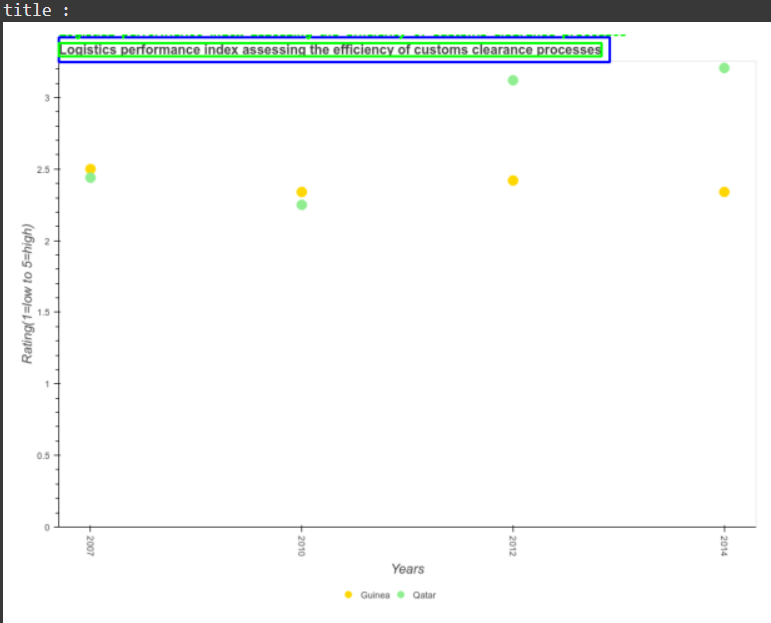 title :
Logistics performance index assessing the efficiency of customs clearance processes
3
2.5
2
1.5
1
0.5
0
Rating(1=low to 5=high)
2007
2010
2012
2014
Years
Guinea
Qatar